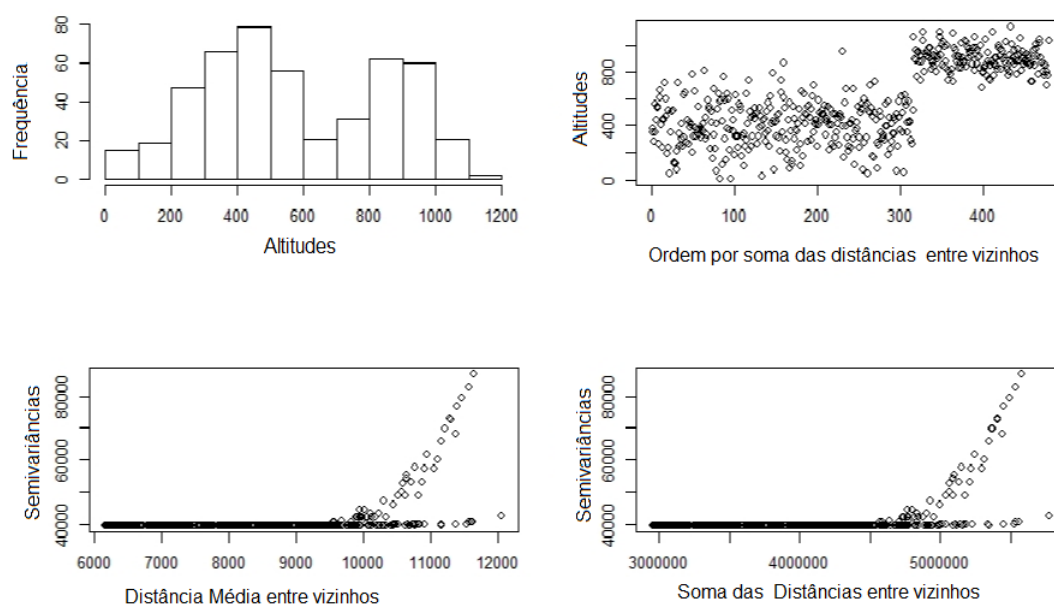 Frequência
0 20 40 60 80
0 200 400 600 800 1000 1200
Altitudes
Altitudes
0 400 800
0 100 200 300 400
Ordem por soma das distâncias entre vizinhos
Semivariâncias
40000 60000 80000
6000 7000 8000 9000 10000 11000 12000
Distância Média entre vizinhos
Semivariâncias
40000 60000 80000
3000000 4000000 5000000
Soma das Distâncias entre vizinhos